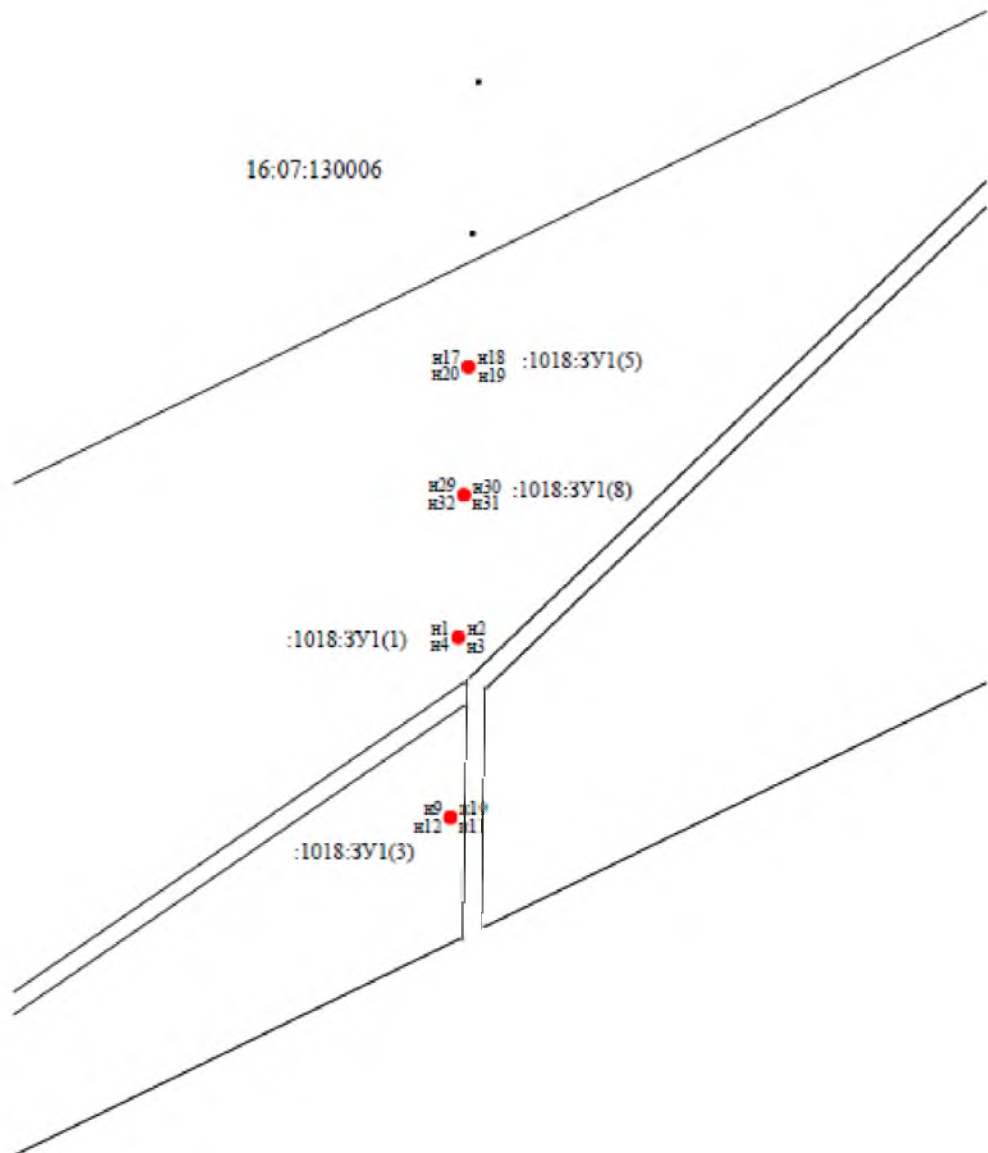 16:07:130006
н17 н18 :1018:ЗУ1(5)
н20 н19
н29 н30 :1018:ЗУ1(8)
н32 н31
н1 н2
:1018:ЗУ1(1) н4 н3
н9 н10
н12 н11
:1018:ЗУ1(3)